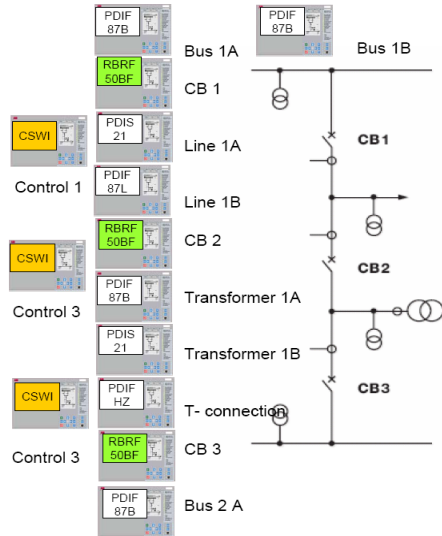 PDIF
87B
Bus 1A
PDIF
87B
Bus 1B
RBRF
50BF
CB 1
CSWI
Control 1
PDIS
21
Line 1A
CB1
PDIF
87L
Line 1B
RBRF
50BF
CB 2
CSWI
Control 3
CB2
PDIF
87B
Transformer 1A
PDIS
21
Transformer 1B
CSWI
Control 3
PDIF
HZ
T- connection
CB3
RBRF
50BF
CB 3
PDIF
87B
Bus 2 A